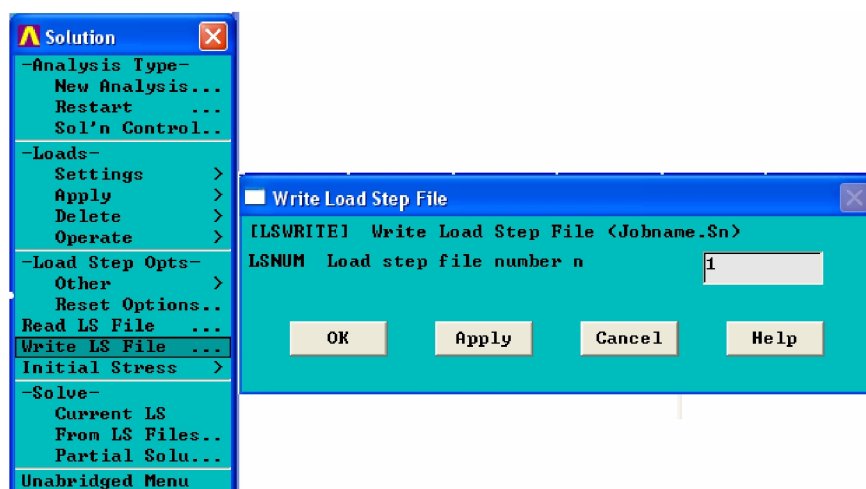 Solution
-Analysis Type-
New Analysis...
Restart ...
Sol'n Control..
-Loads-
Settings >
Apply >
Delete >
Operate >
-Load Step Opts-
Other >
Reset Options..
Read LS File ...
Write LS File ...
Initial Stress >
-Solve-
Current LS
From LS Files..
Partial Solu...
Unabridged Menu
Write Load Step File
[LSWRITE] Write Load Step File (Jobname.Sn)
LSNUM Load step file number n 1
OK Apply Cancel Help